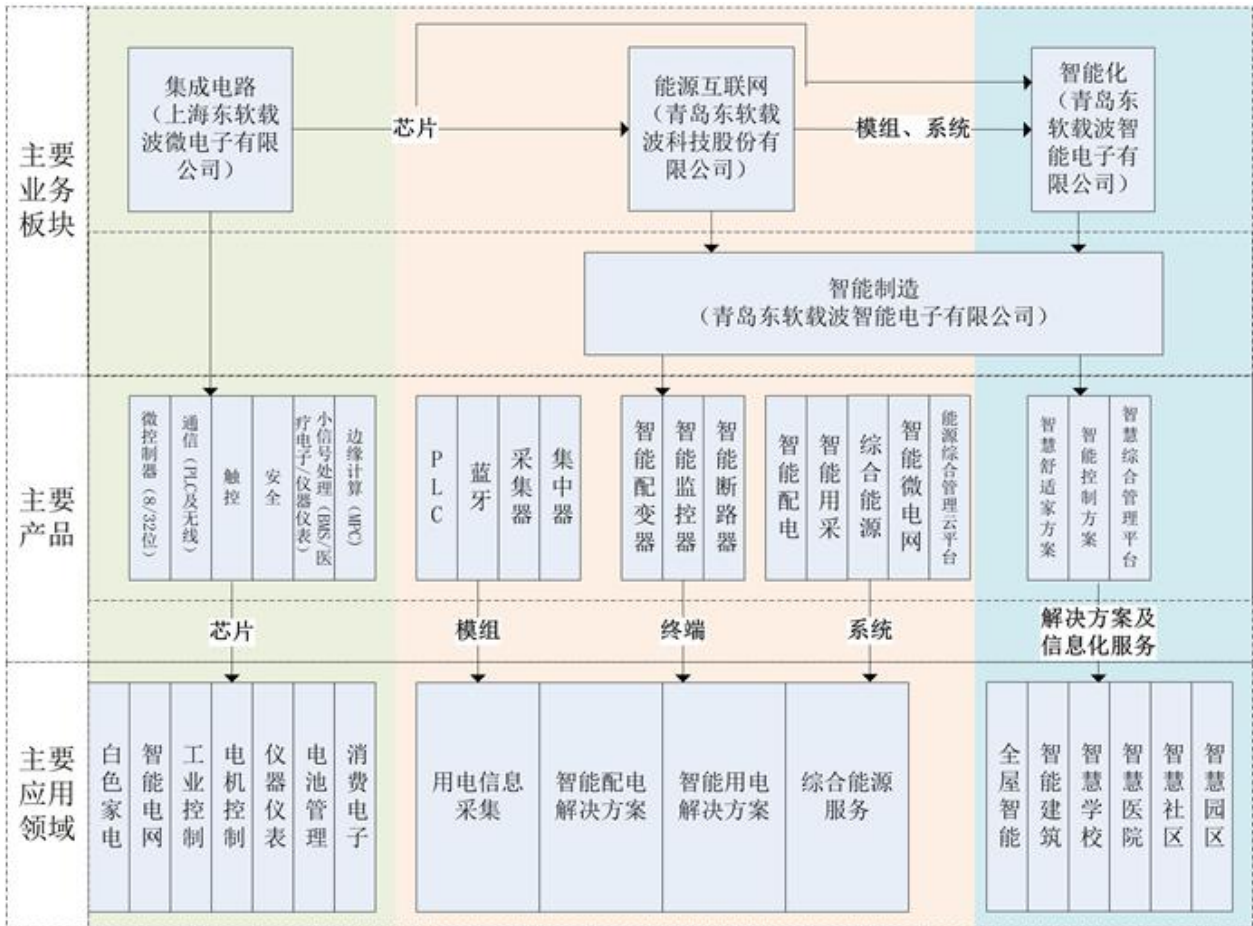 主要
业务
板块
集成电路
（上海东软载
波微电子有限
公司）
芯片
能源互联网
（青岛东软载
波科技股份有
限公司）
模组、系统
智能化
（青岛东
软载波智
能电子有
限公司）
智能制造
（青岛东软载波智能电子有限公司）
主要
产品
微控制器（8/32位）
通信（PLC及无线）
触控
安全
小信号处理（BMS/医
疗电子/仪器仪表）
边缘计算（MPC）
PLC
蓝牙
采集器
集中器
智能配变器
智能监控器
智能断路器
智能配电
智能用采
综合能源
智能微电网
能源综合管理云平台
智慧舒适家方案
智能控制方案
智慧综合管理平台
芯片
模组
终端
系统
解决方案及
信息化服务
主要
应用
领域
白色家电
智能电网
工业控制
电机控制
仪器仪表
电池管理
消费电子
用电信息
采集
智能配电
解决方案
智能用电
解决方案
综合能源
服务
全屋智能
智能建筑
智慧学校
智慧医院
智慧社区
智慧园区